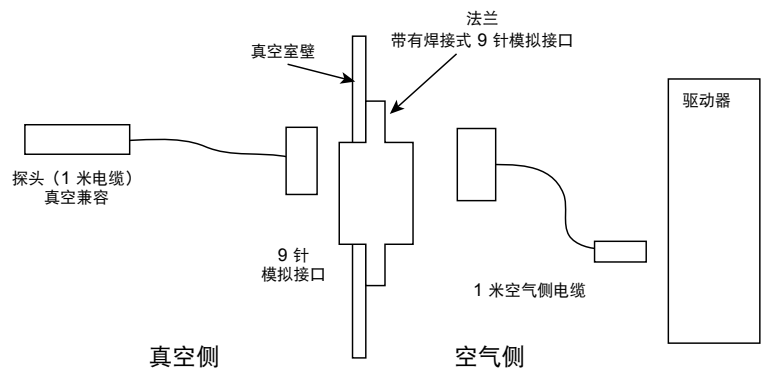 法兰
带有焊接式 9 针模拟接口
真空室壁
驱动器
探头（1 米电缆）
真空兼容
9 针
模拟接口
1 米空气侧电缆
真空侧
空气侧